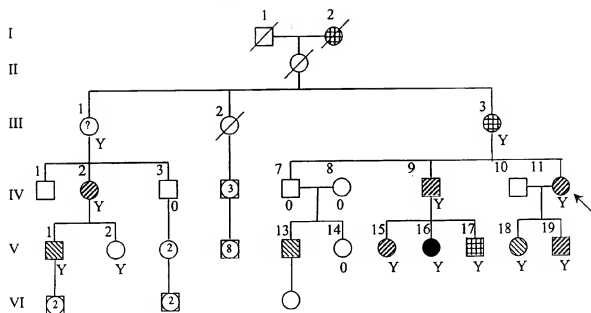 I 1 2
II
III 1 ? Y 2 3 Y
IV 1 2 Y 3 0 3 7 0 8 0 9 Y 10 11 Y
V 1 Y 2 Y 2 8 13 14 0 15 Y 16 Y 17 Y 18 Y 19 Y
VI 2 2